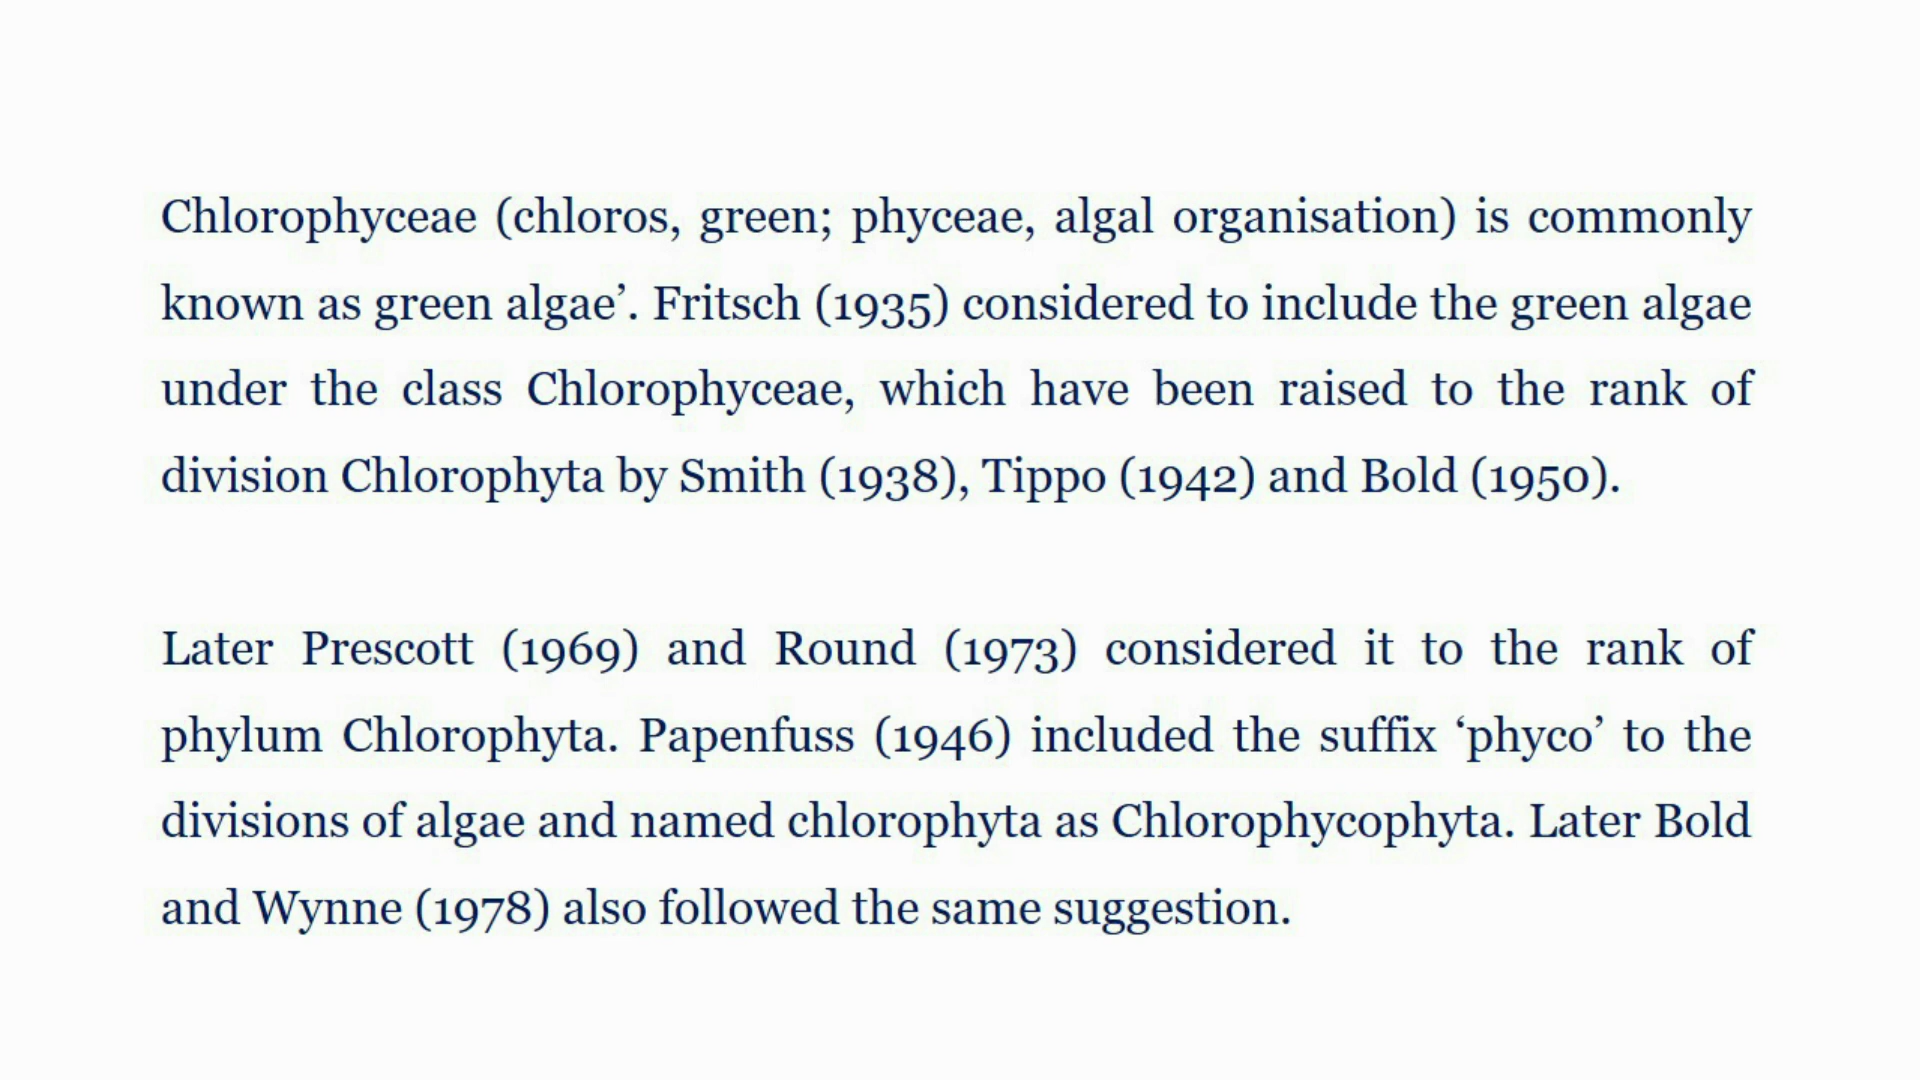 Chlorophyceae (chloros, green; phyceae, algal organisation) is commonly
known as green algae’. Fritsch (1935) considered to include the green algae
under the class Chlorophyceae, which have been raised to the rank of
division Chlorophyta by Smith (1938), Tippo (1942) and Bold (1950).
Later Prescott (1969) and Round (1973) considered it to the rank of
phylum Chlorophyta. Papenfuss (1946) included the suffix ‘phyco’ to the
divisions of algae and named chlorophyta as Chlorophycophyta. Later Bold
and Wynne (1978) also followed the same suggestion.